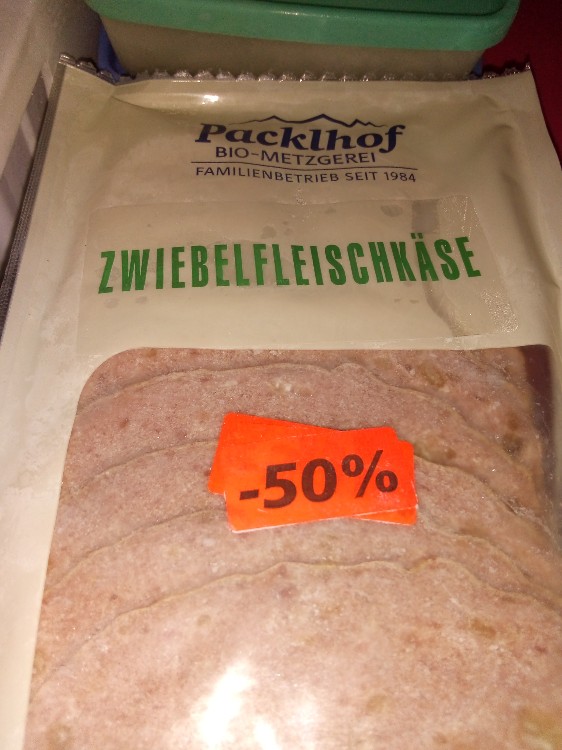 Packlhof
BIO-METZGEREI
FAMILIENBETRIEB SEIT 1984
ZWIEBELFLEISCHKÄSE
-50%